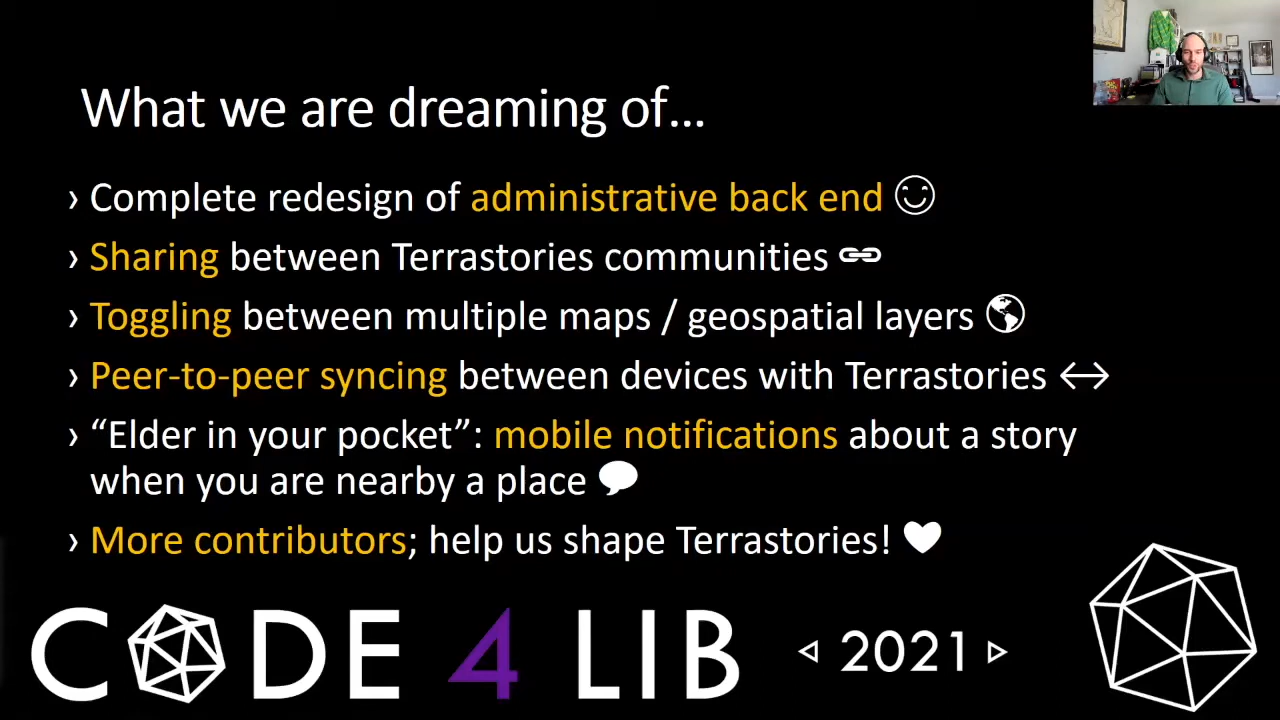 What we are dreaming of...
› Complete redesign of administrative back end
› Sharing between Terrastories communities
› Toggling between multiple maps / geospatial layers
› Peer-to-peer syncing between devices with Terrastories
› “Elder in your pocket”: mobile notifications about a story
when you are nearby a place
› More contributors; help us shape Terrastories!
CODE 4 LIB 2021